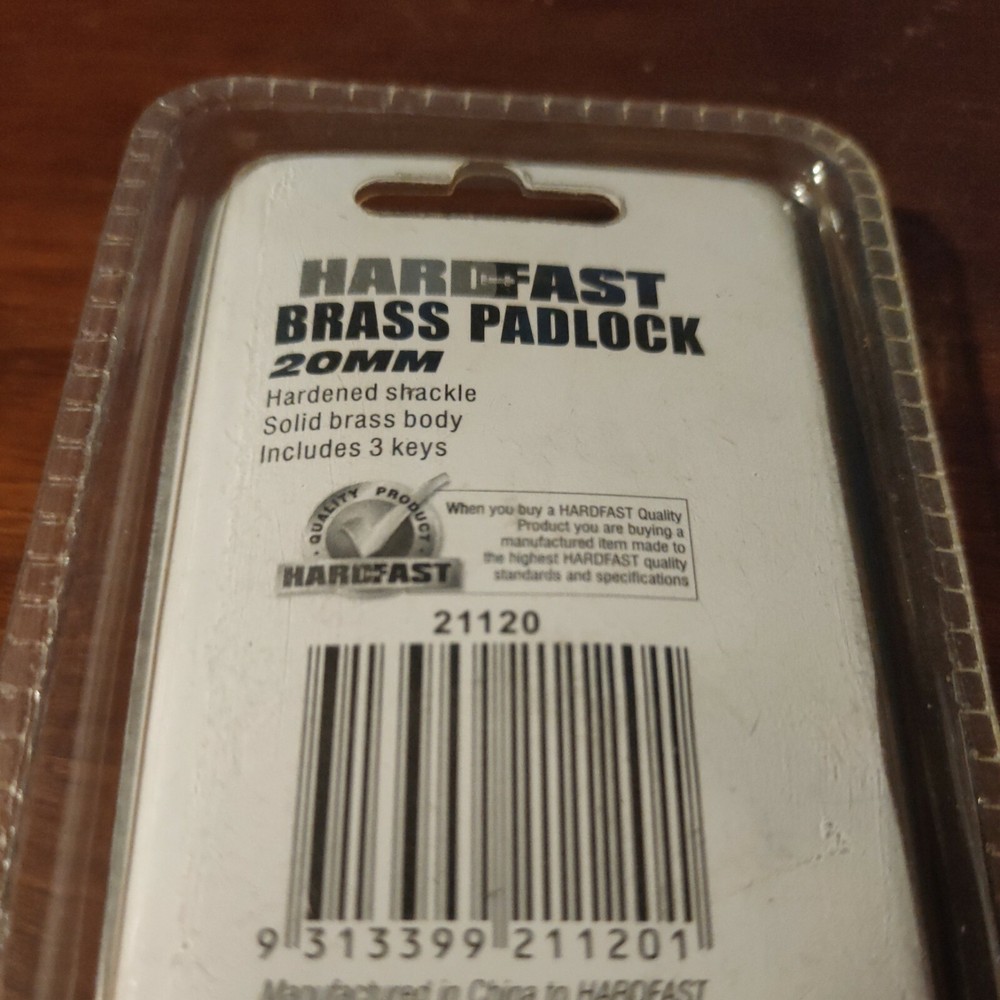 HARDFAST
BRASS PADLOCK
20MM
Hardened shackle
Solid brass body
Includes 3 keys
· QUALITY PRODUCT ·
HARDFAST
When you buy a HARDFAST Quality
Product you are buying a
manufactured item made to
the highest HARDFAST quality
standards and specifications
21120
9 313399 211201
Manufactured in China to HARDFAST